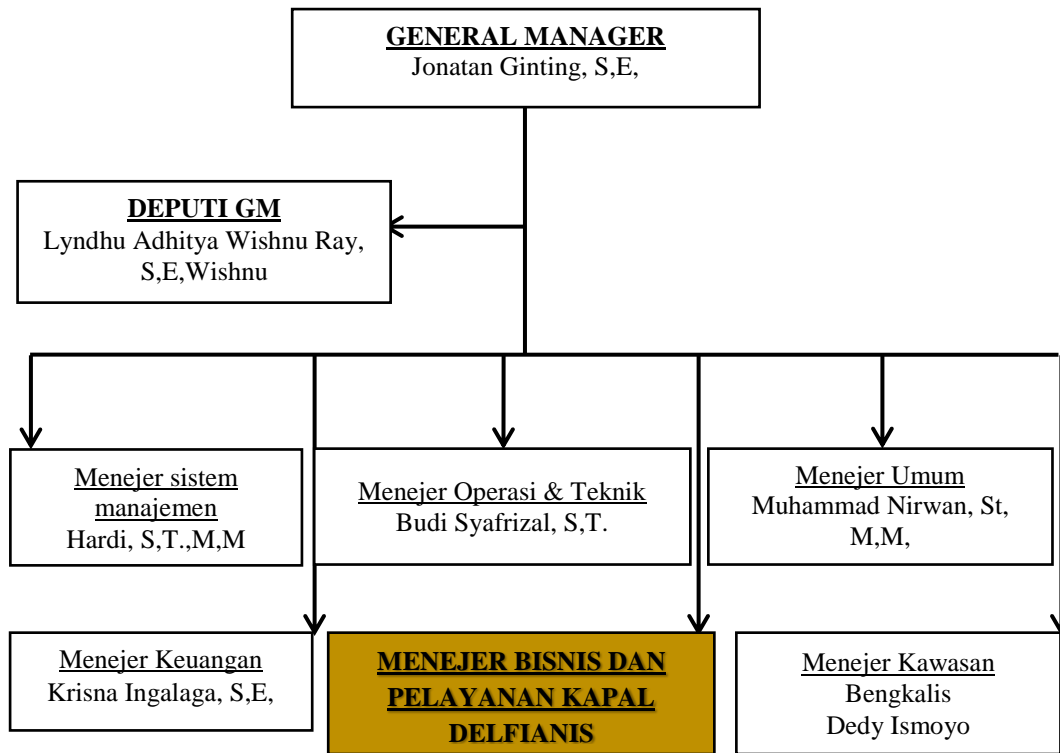 GENERAL MANAGER
Jonatan Ginting, S,E,
DEPUTI GM
Lyndhu Adhitya Wishnu Ray,
S,E,Wishnu
Menejer sistem
manajemen
Hardi, S,T.,M,M
Menejer Operasi & Teknik
Budi Syafrizal, S,T.
Menejer Umum
Muhammad Nirwan, St,
M,M,
Menejer Keuangan
Krisna Ingalaga, S,E,
MENEJER BISNIS DAN
PELAYANAN KAPAL
DELFIANIS
Menejer Kawasan
Bengkalis
Dedy Ismoyo